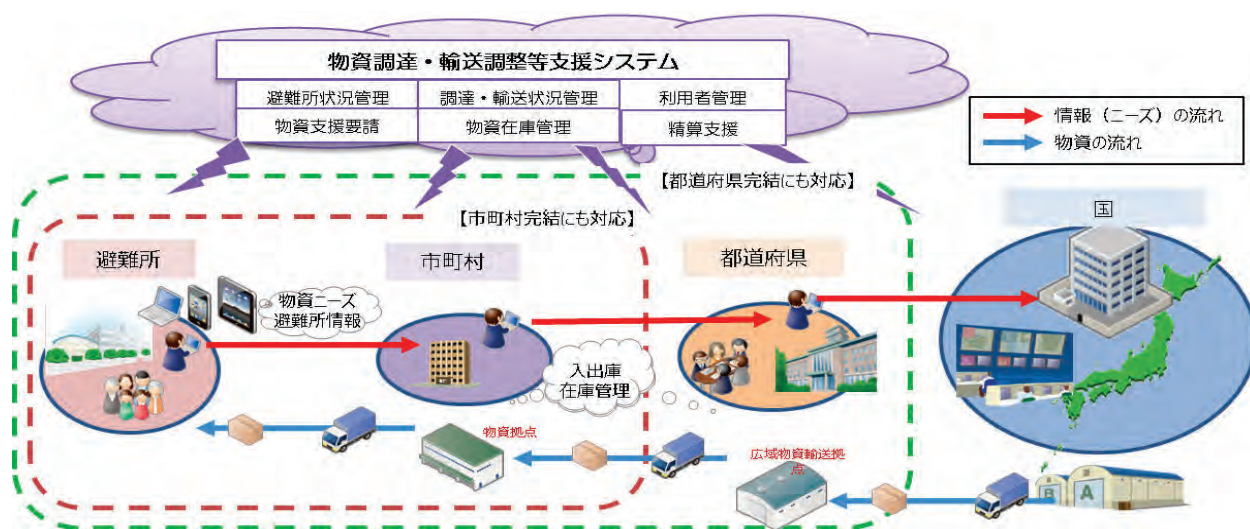 物資調達・輸送調整等支援システム
避難所状況管理
調達・輸送状況管理
利用者管理
物資支援要請
物資在庫管理
精算支援
情報（ニーズ）の流れ
物資の流れ
【都道府県完結にも対応】
【市町村完結にも対応】
国
避難所
市町村
都道府県
物資ニーズ
避難所情報
入出庫
在庫管理
物資拠点
広域物資輸送拠
点
B
A